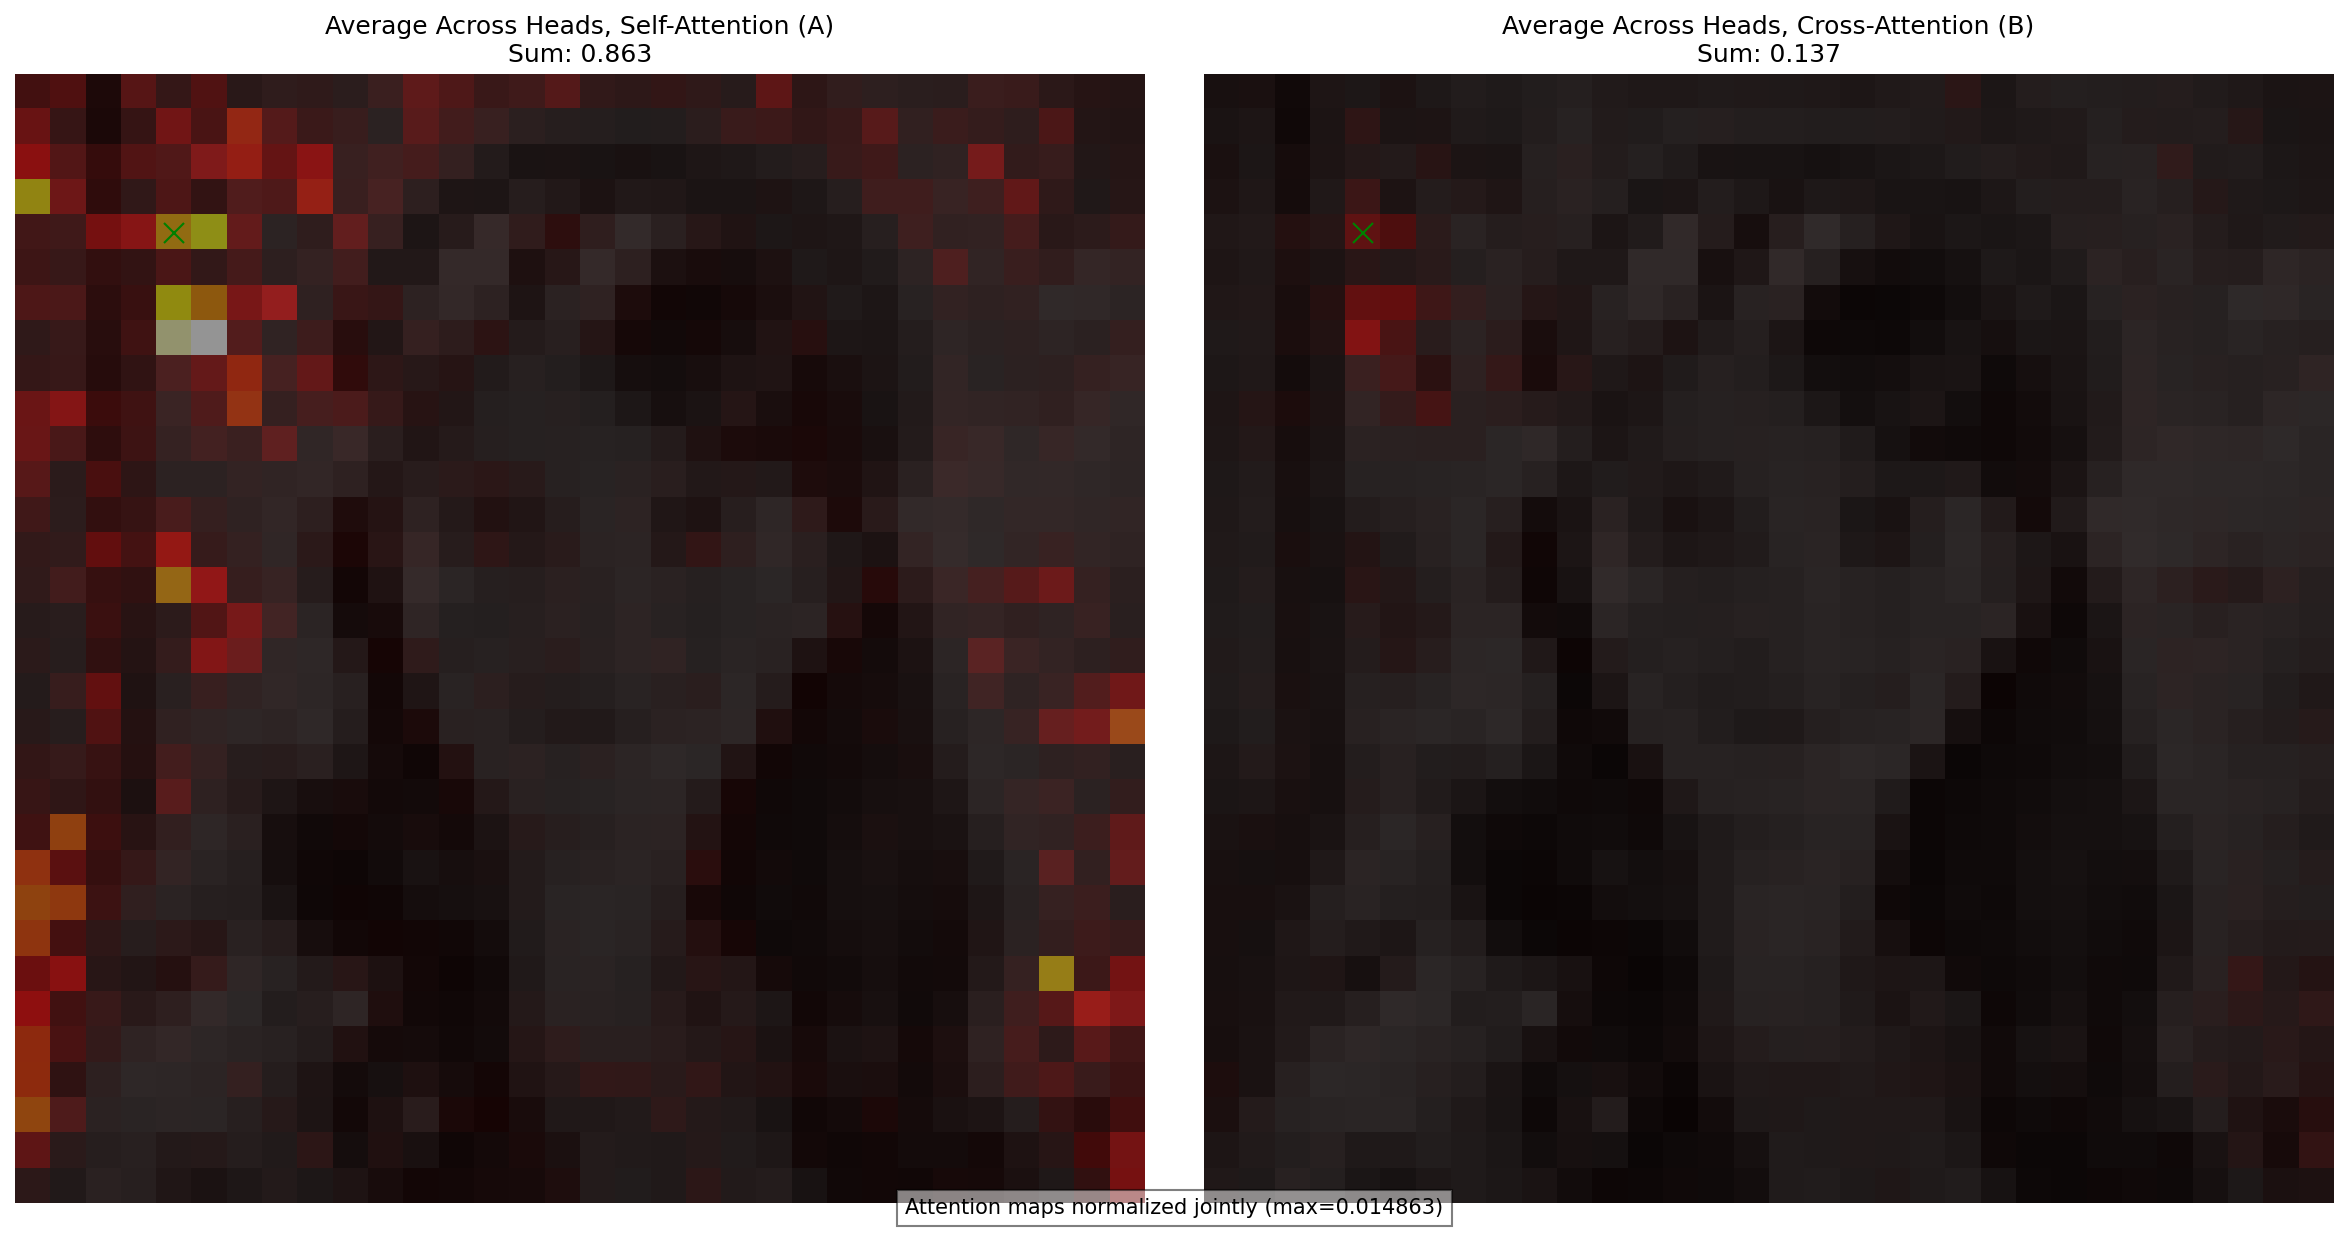 Average Across Heads, Self-Attention (A)
Sum: 0.863
Average Across Heads, Cross-Attention (B)
Sum: 0.137
Attention maps normalized jointly (max=0.014863)